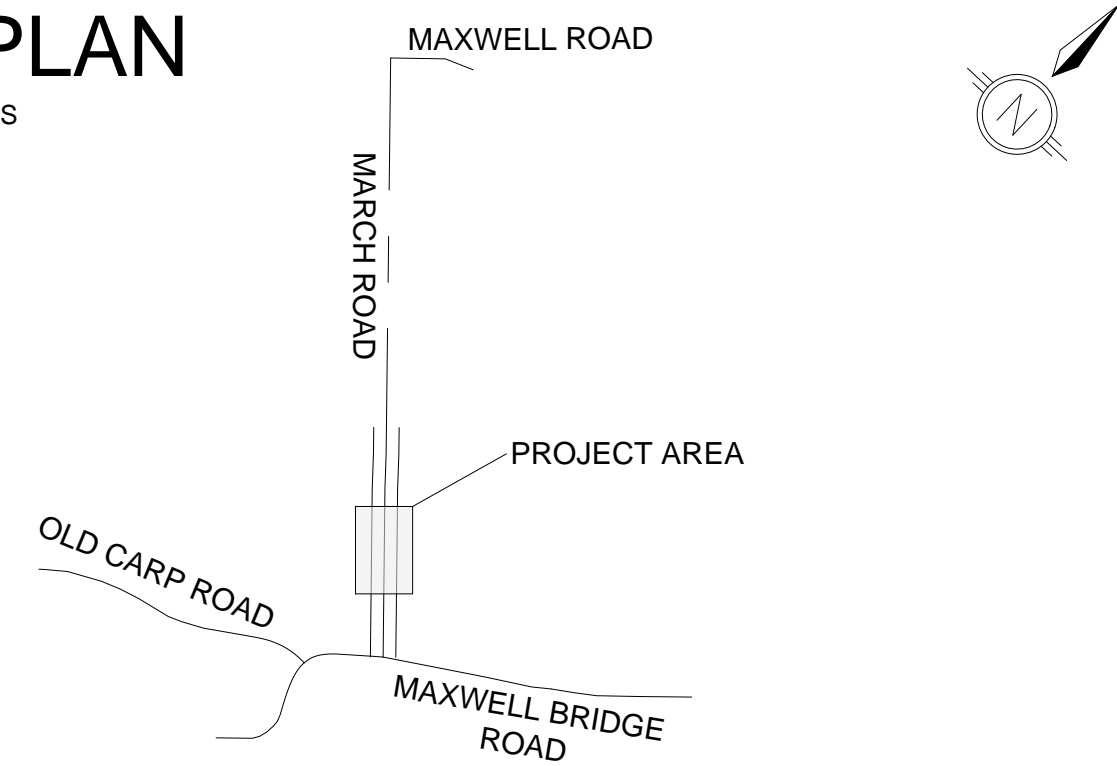 PLAN
S
MAXWELL ROAD
N
MARCH ROAD
PROJECT AREA
OLD CARP ROAD
MAXWELL BRIDGE
ROAD